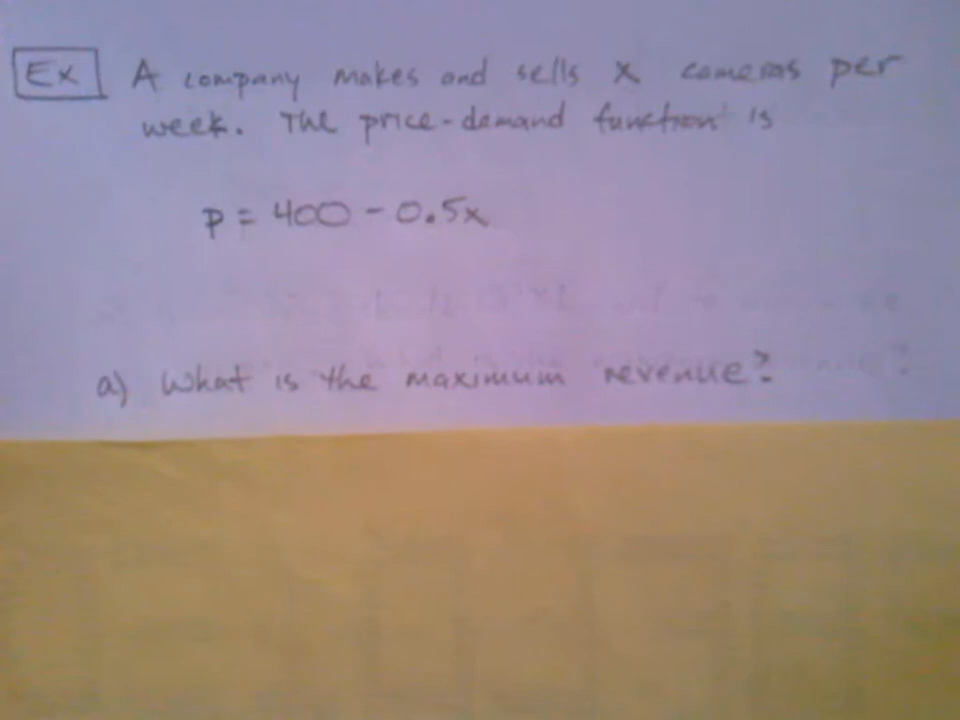 Ex A company makes and sells x cameras per
week. The price-demand function is
p = 400 - 0.5x
a) What is the maximum revenue?